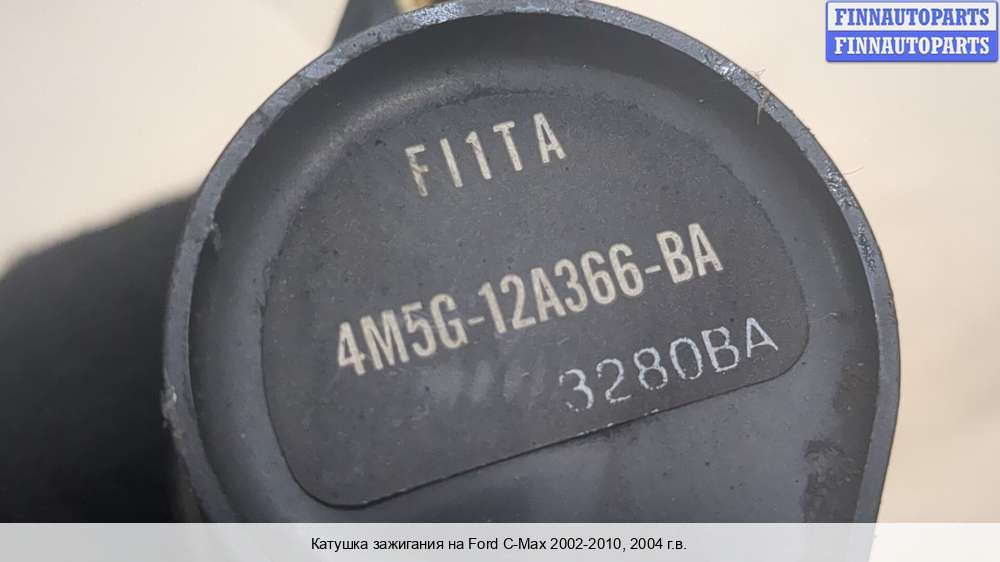 FINNAUTOPARTS
FINNAUTOPARTS
FI1TA
4M5G-12A366-BA
3280BA
Катушка зажигания на Ford C-Max 2002-2010, 2004 г.в.